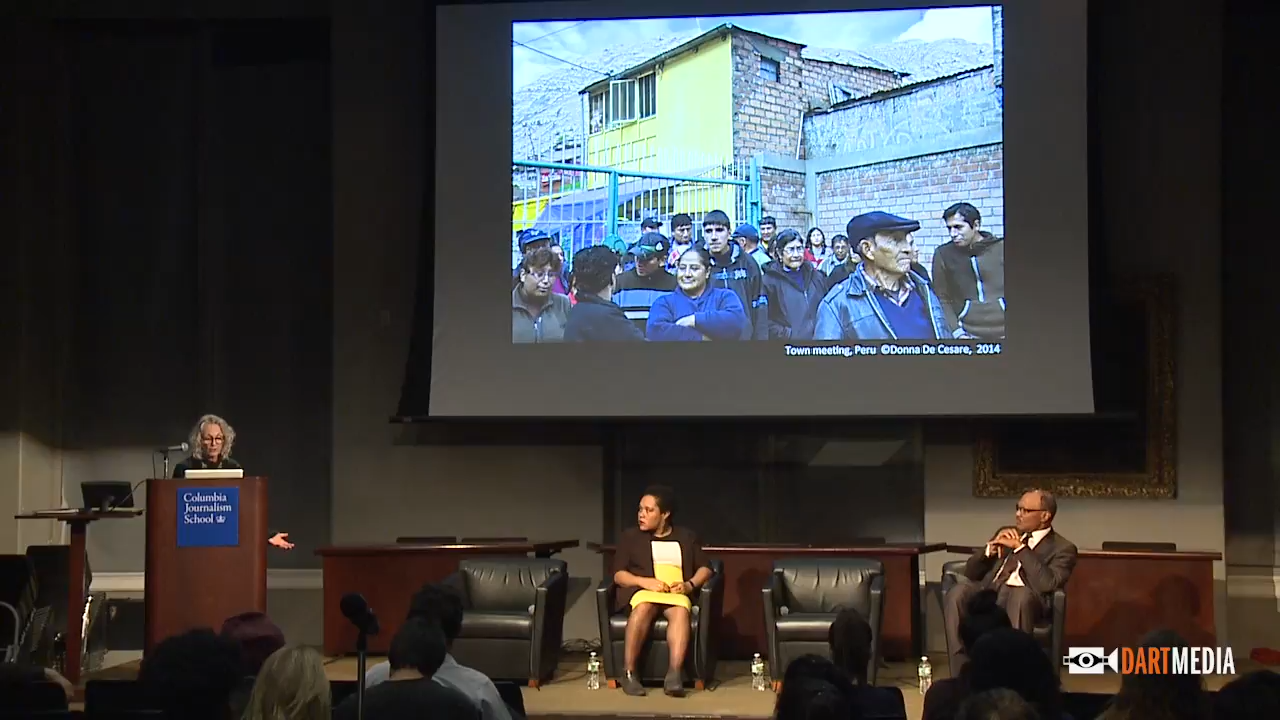 Town meeting, Peru ©Donna De Cesare, 2014
Columbia
Journalism
School
DARTMEDIA